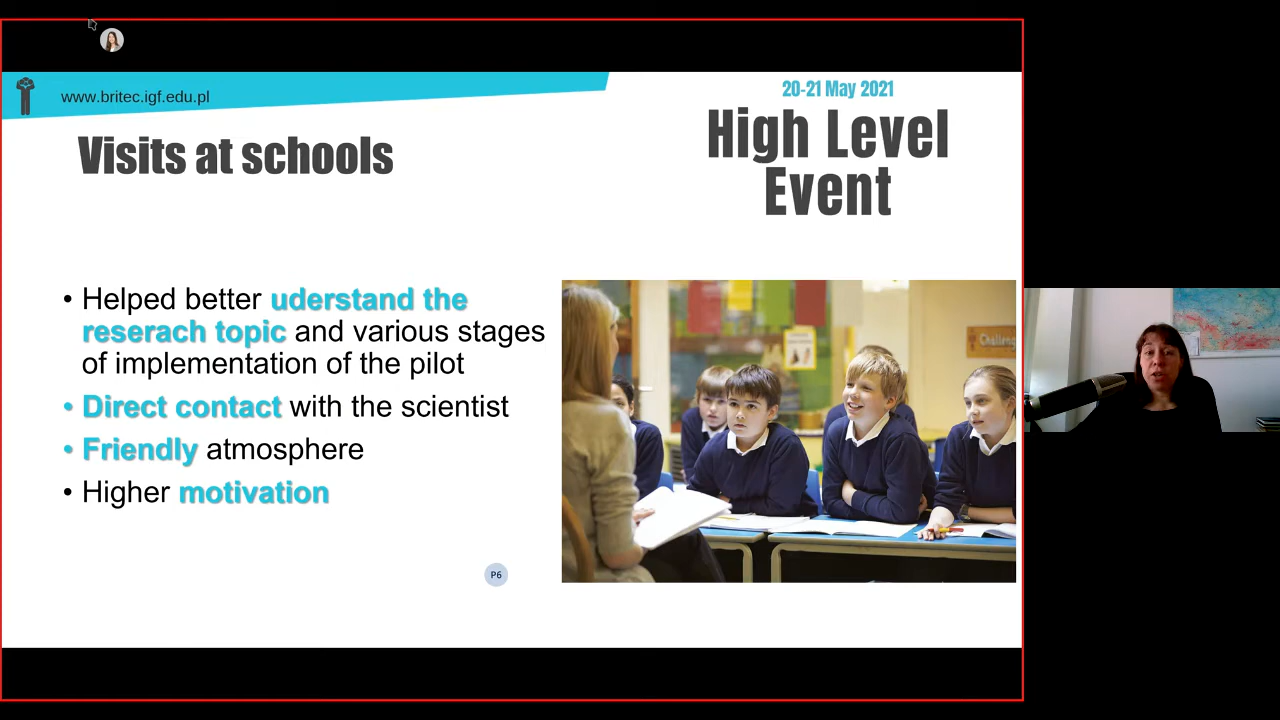 www.britec.igf.edu.pl
20-21 May 2021
High Level
Event
Visits at schools
• Helped better uderstand the
reserach topic and various stages
of implementation of the pilot
• Direct contact with the scientist
• Friendly atmosphere
• Higher motivation
P6